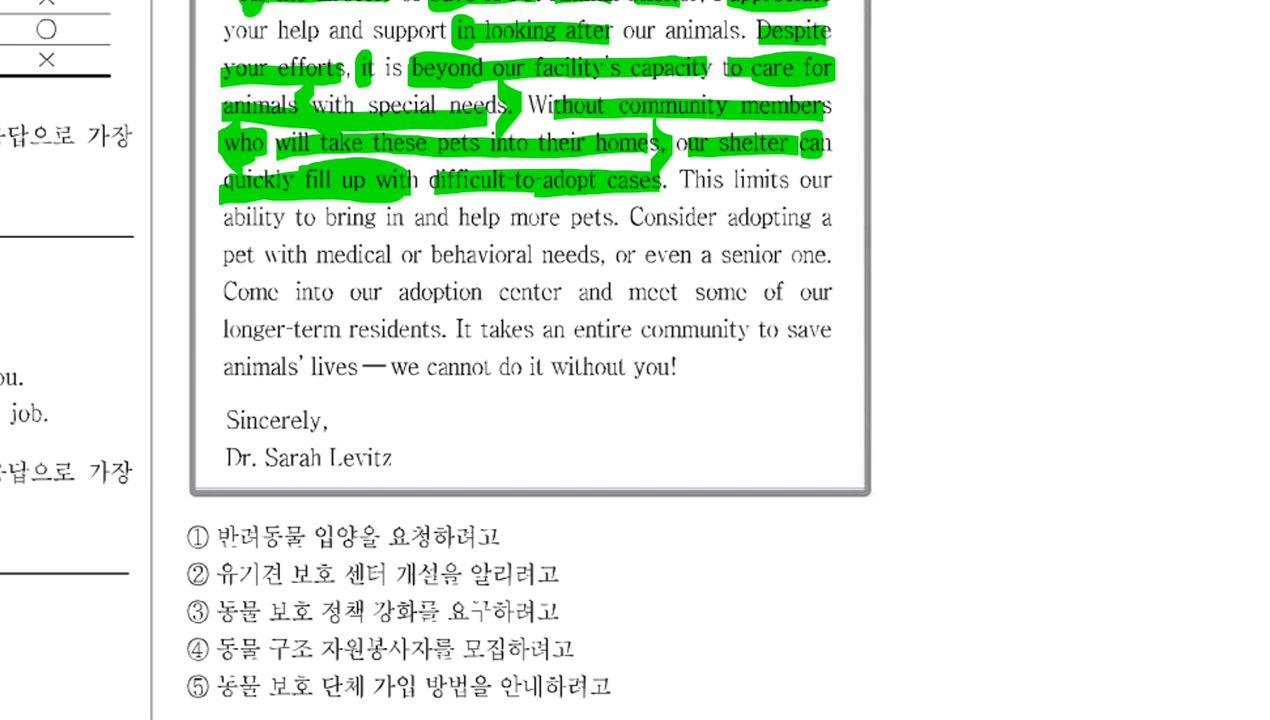 your help and support in looking after our animals. Despite
your efforts, it is beyond our facility's capacity to care for
animals with special needs. Without community members
who will take these pets into their homes, our shelter can
quickly fill up with difficult-to-adopt cases. This limits our
ability to bring in and help more pets. Consider adopting a
pet with medical or behavioral needs, or even a senior one.
Come into our adoption center and meet some of our
longer-term residents. It takes an entire community to save
animals' lives — we cannot do it without you!
Sincerely,
Dr. Sarah Levitz
① 반려동물 입양을 요청하려고
② 유기견 보호 센터 개설을 알리려고
③ 동물 보호 정책 강화를 요구하려고
④ 동물 구조 자원봉사자를 모집하려고
⑤ 동물 보호 단체 가입 방법을 안내하려고
○
×
가장
ou.
job.
가장